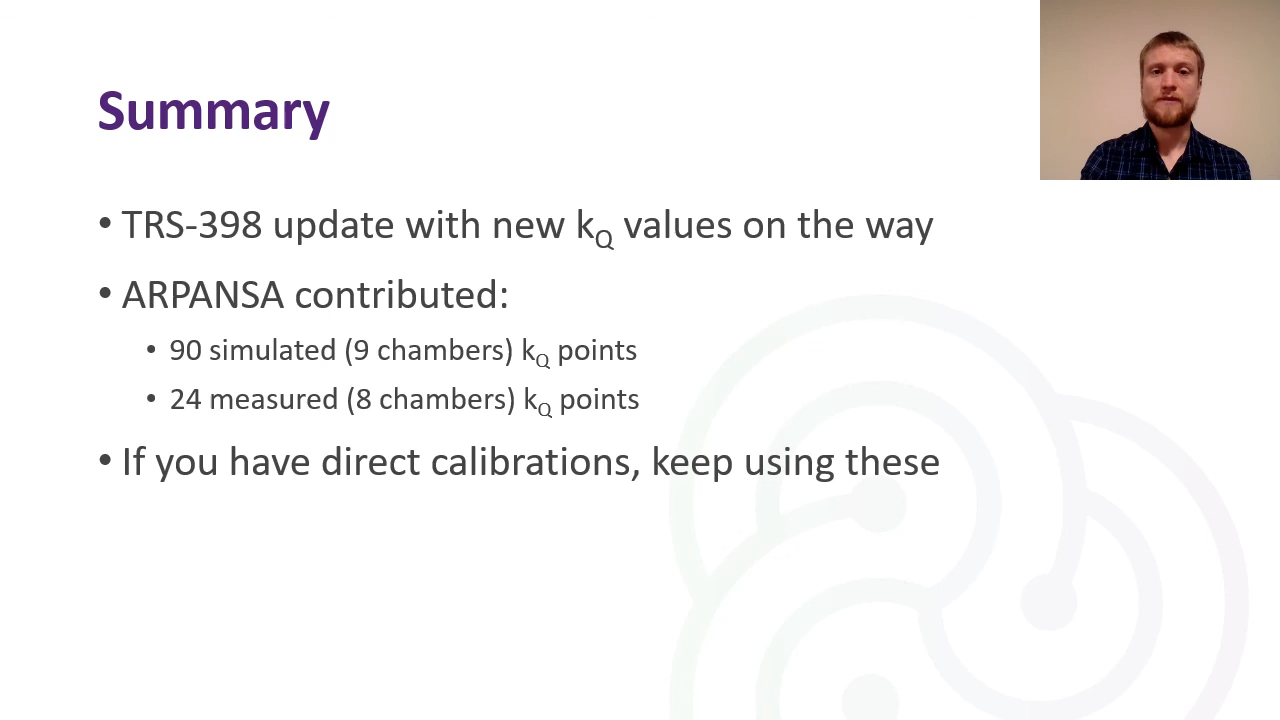 Summary
• TRS-398 update with new kQ values on the way
• ARPANSA contributed:
• 90 simulated (9 chambers) kQ points
• 24 measured (8 chambers) kQ points
• If you have direct calibrations, keep using these